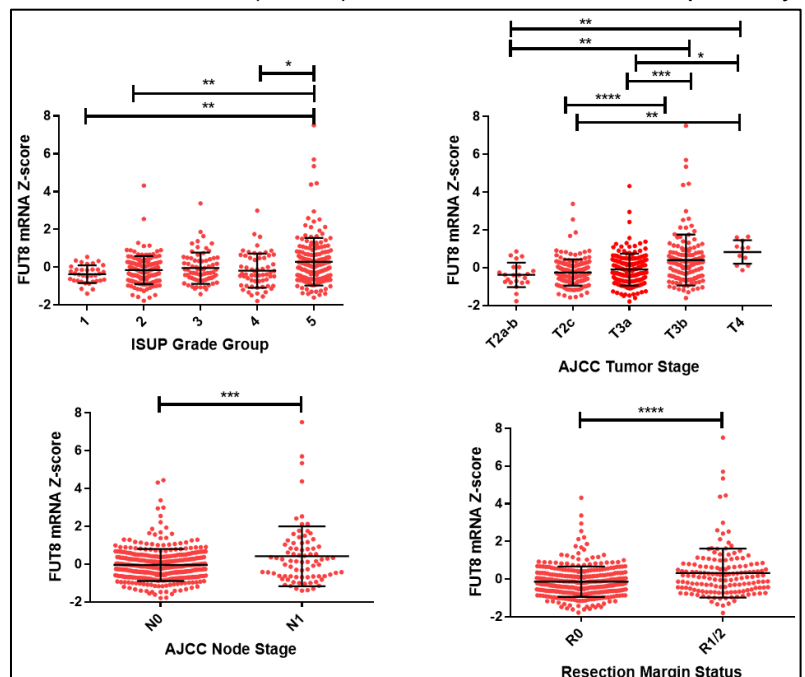 *
**
**
8
6
4
2
0
-2
FUT8 mRNA Z-score
1 2 3 4 5
ISUP Grade Group
**
**
*
***
****
**
8
6
4
2
0
-2
FUT8 mRNA Z-score
T2a-b T2c T3a T3b T4
AJCC Tumor Stage
***
8
6
4
2
0
-2
FUT8 mRNA Z-score
N0 N1
AJCC Node Stage
****
8
6
4
2
0
-2
FUT8 mRNA Z-score
R0 R1/2
Resection Margin Status